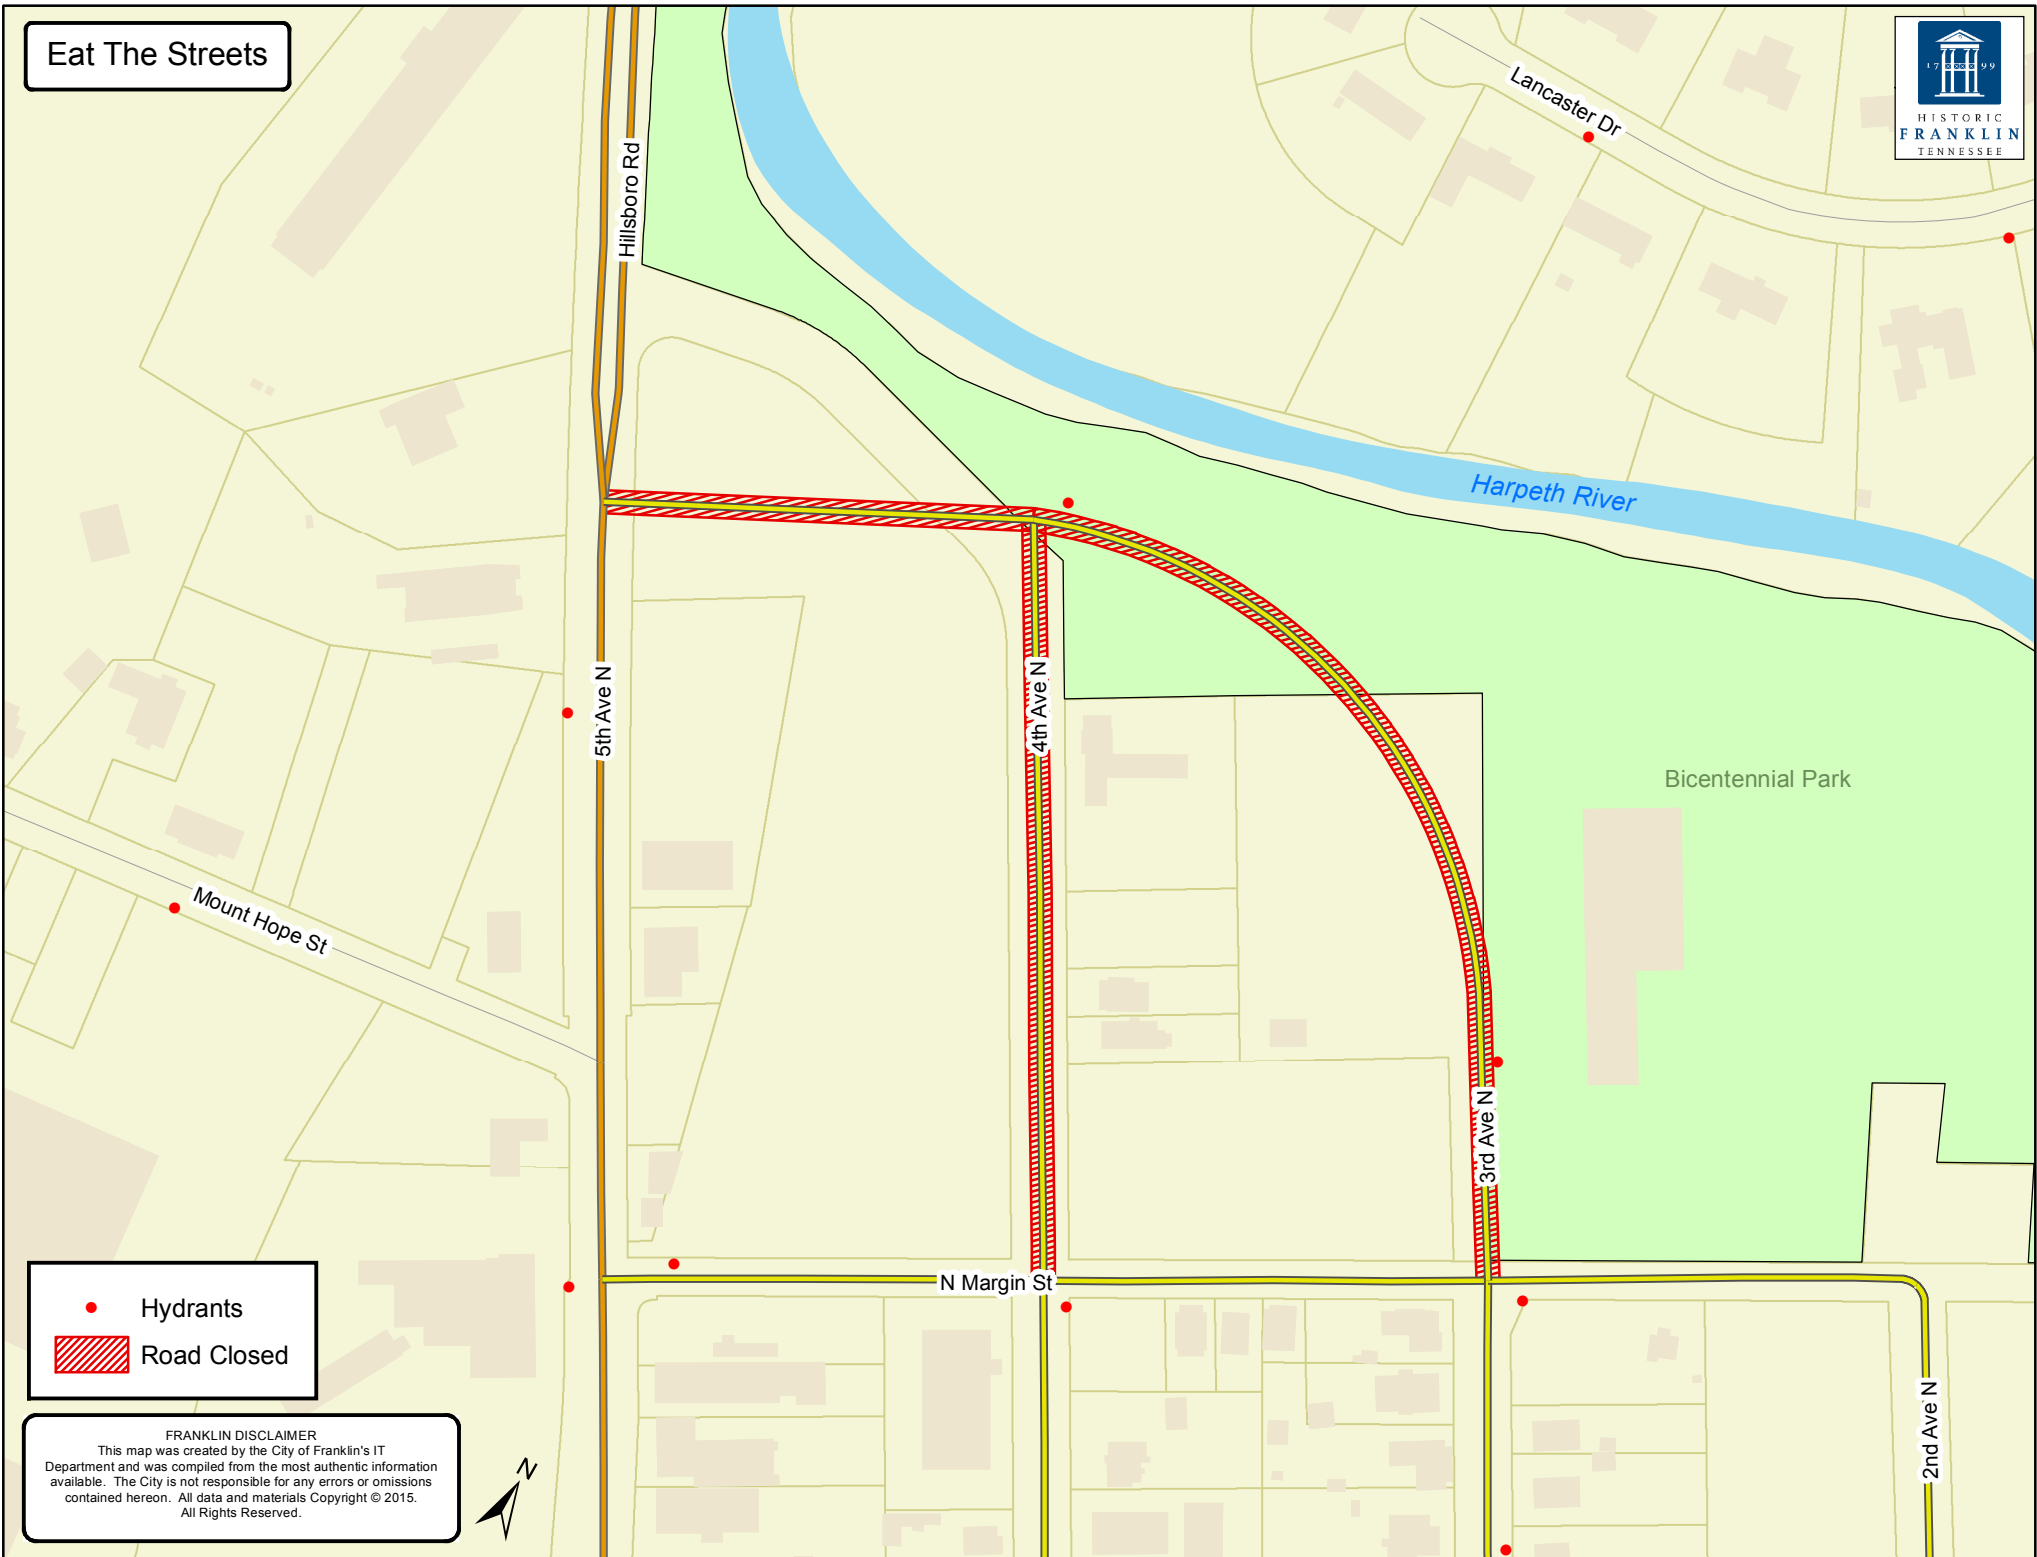 Eat The Streets
Hillsboro Rd
Lancaster Dr
17 99
HISTORIC
FRANKLIN
TENNESSEE
Harpeth River
5th Ave N
4th Ave N
Bicentennial Park
Mount Hope St
3rd Ave N
N Margin St
2nd Ave N
Hydrants
Road Closed
FRANKLIN DISCLAIMER
This map was created by the City of Franklin's IT
Department and was compiled from the most authentic information
available. The City is not responsible for any errors or omissions
contained hereon. All data and materials Copyright © 2015.
All Rights Reserved.
N